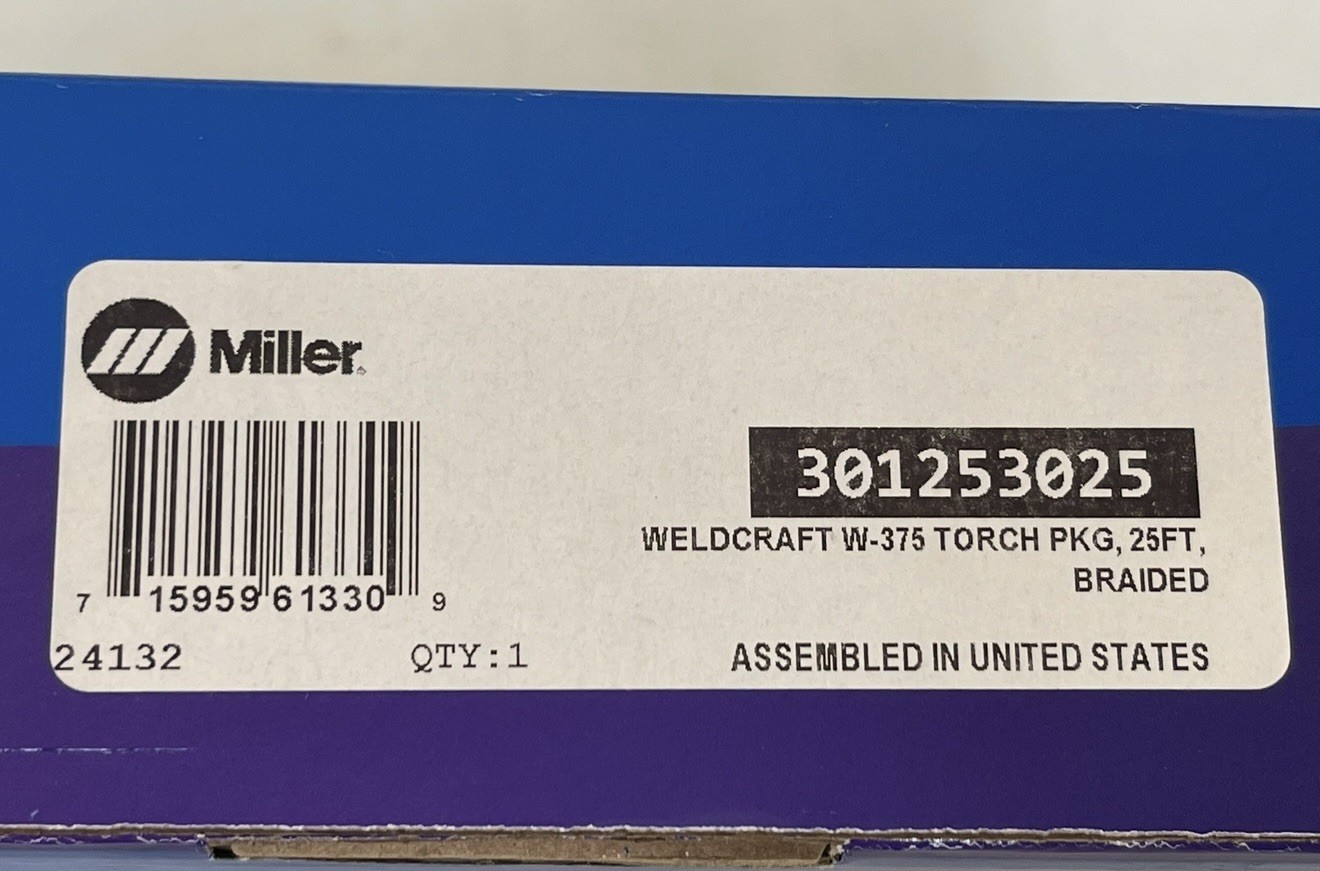 Miller
301253025
WELDCRAFT W-375 TORCH PKG, 25FT,
BRAIDED
7 15959 61330 9
24132 QTY:1 ASSEMBLED IN UNITED STATES